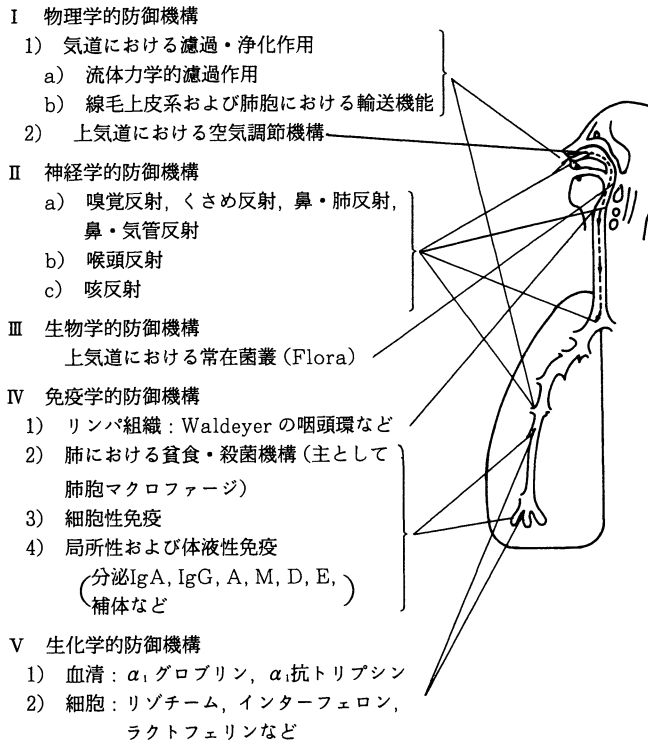 Ⅰ 物理学的防御機構
1) 気道における濾過・浄化作用
a) 流体力学的濾過作用
b) 線毛上皮系および肺胞における輸送機能
2) 上気道における空気調節機構
Ⅱ 神経学的防御機構
a) 嗅覚反射, くさめ反射, 鼻・肺反射,
鼻・気管反射
b) 喉頭反射
c) 咳反射
Ⅲ 生物学的防御機構
上気道における常在菌叢(Flora)
Ⅳ 免疫学的防御機構
1) リンパ組織：Waldeyer の咽頭環など
2) 肺における貧食・殺菌機構(主として
肺胞マクロファージ)
3) 細胞性免疫
4) 局所性および体液性免疫
(分泌IgA, IgG, A, M, D, E,
補体など)
Ⅴ 生化学的防御機構
1) 血清：α₁グロブリン, α₁抗トリプシン
2) 細胞：リゾチーム, インターフェロン,
ラクトフェリンなど